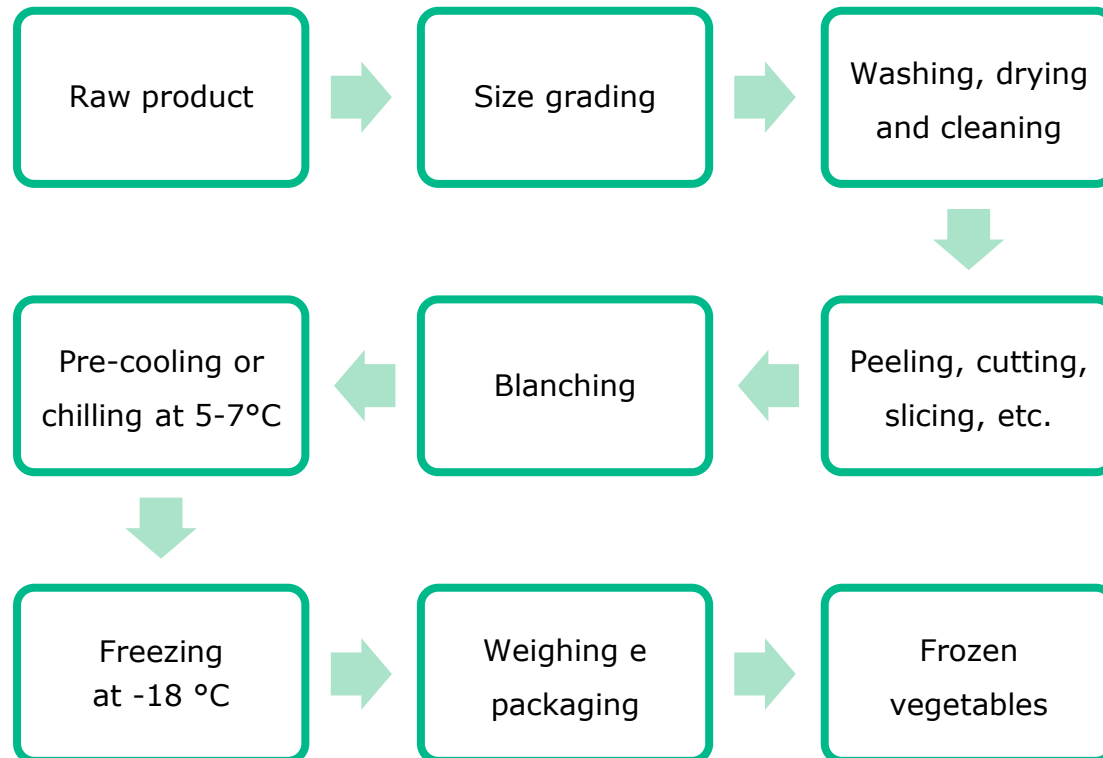 Raw product
Size grading
Washing, drying
and cleaning
Peeling, cutting,
slicing, etc.
Blanching
Pre-cooling or
chilling at 5-7°C
Freezing
at -18 °C
Weighing e
packaging
Frozen
vegetables